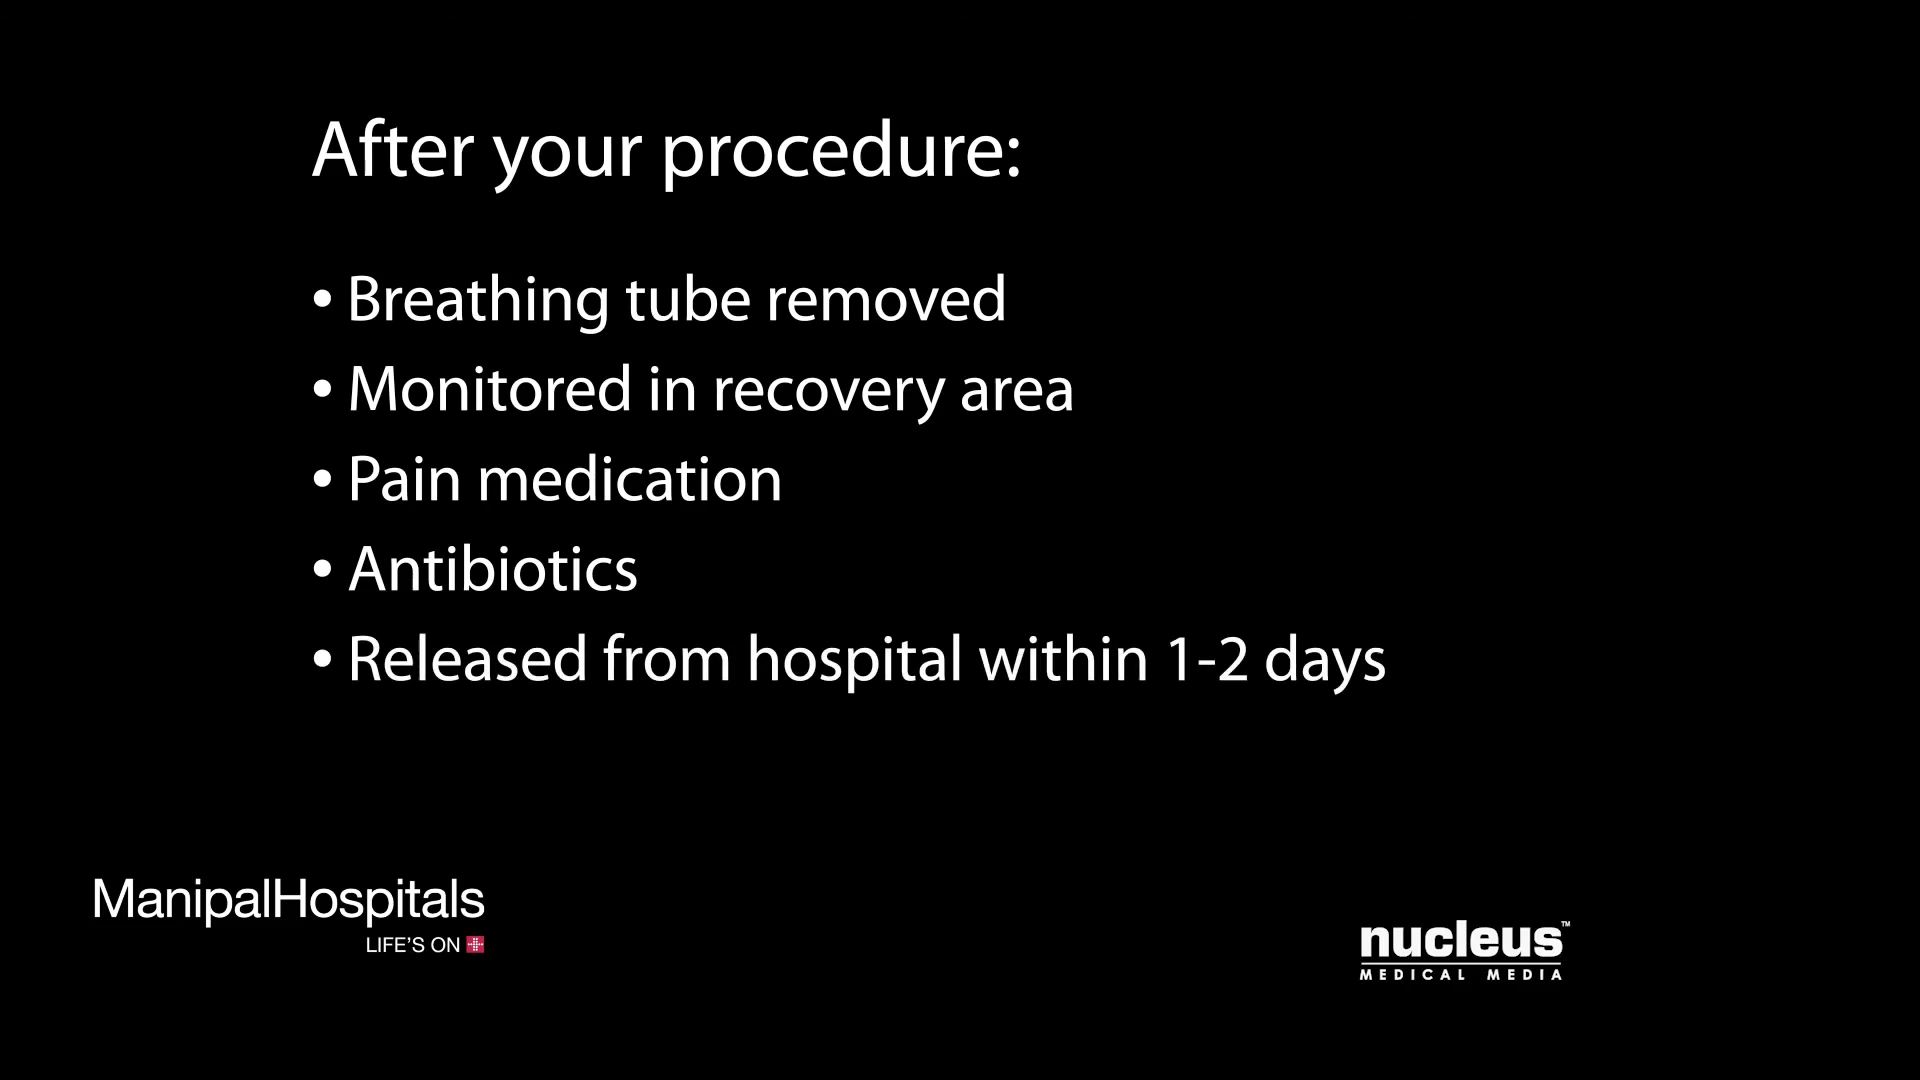 After your procedure:
• Breathing tube removed
• Monitored in recovery area
• Pain medication
• Antibiotics
• Released from hospital within 1-2 days
ManipalHospitals
LIFE'S ON
nucleus™
MEDICAL MEDIA